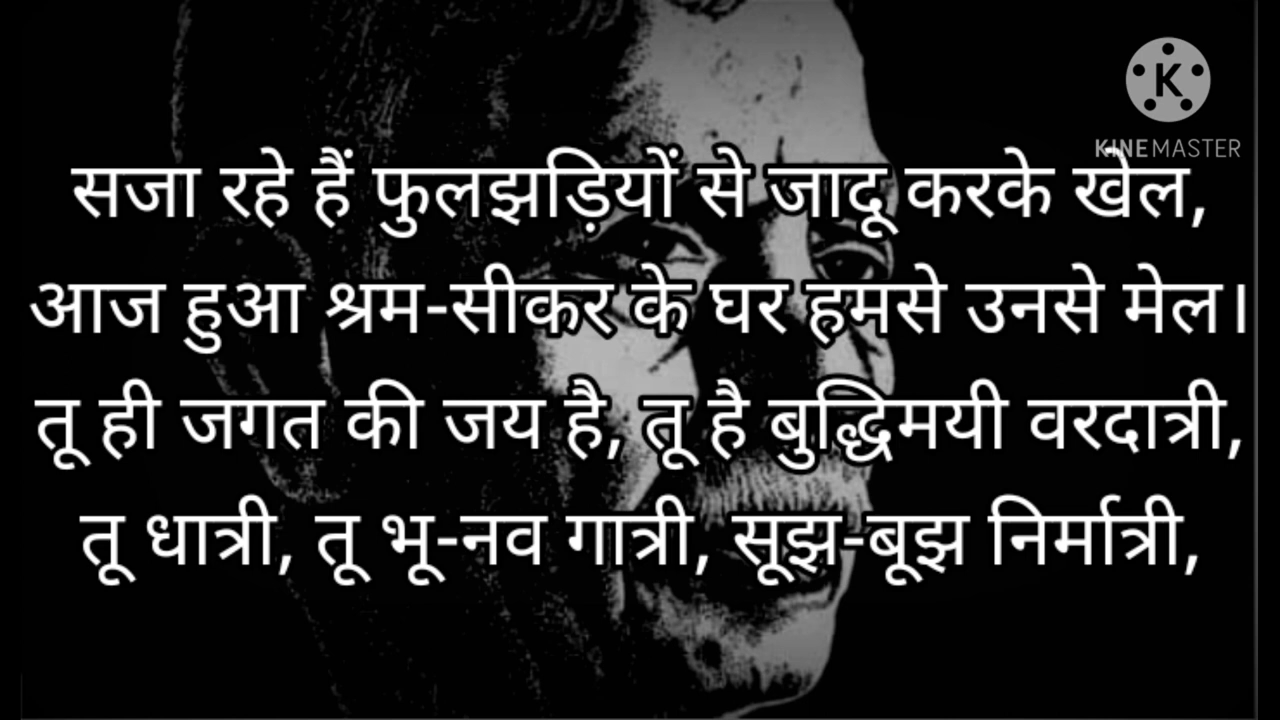 KINEMASTER
सजा रहे हैं फुलझड़ियों से जादू करके खेल,
आज हुआ श्रम-सीकर के घर हमसे उनसे मेल।
तू ही जगत की जय है, तू है बुद्धिमयी वरदात्री,
तू धात्री, तू भू-नव गात्री, सूझ-बूझ निर्मात्री,